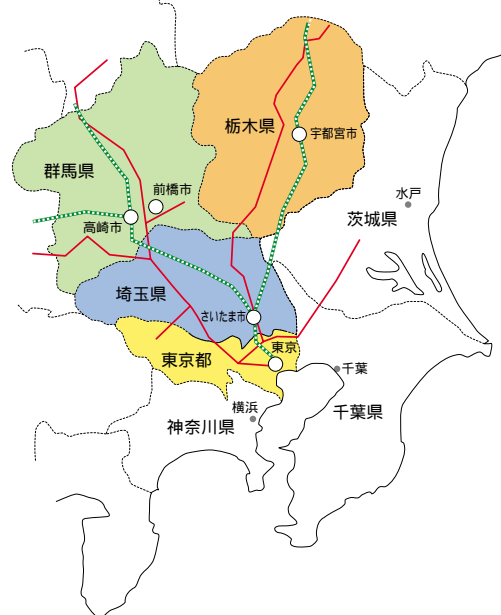 栃木県
宇都宮市
群馬県
前橋市
水戸
茨城県
高崎市
埼玉県
さいたま市
東京
東京都
千葉
横浜
千葉県
神奈川県